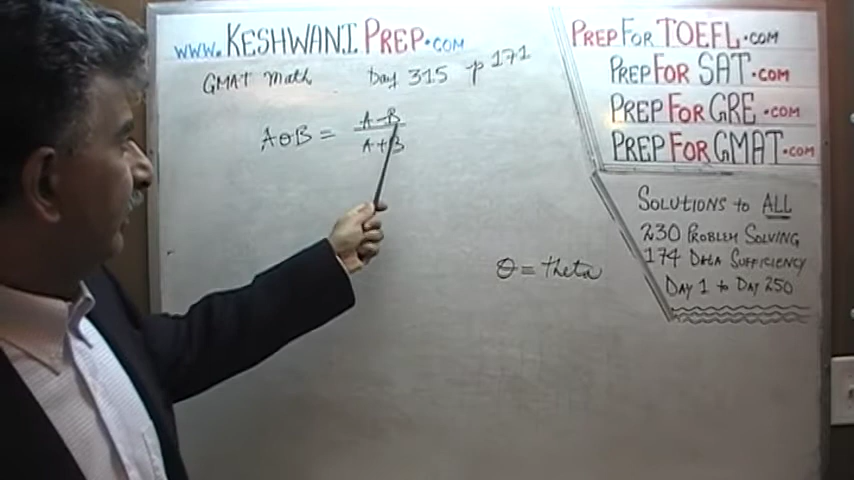 www.KESHWANI PREP.COM
GMAT Math Day 315 p 171
AΘB = A-B
A+B
Θ = theta
PREP FOR TOEFL.COM
PREP FOR SAT.COM
PREP FOR GRE.COM
PREP FOR GMAT.COM
SOLUTIONS to ALL
230 PROBLEM SOLVING
174 DATA SUFFICIENCY
DAY 1 to DAY 250